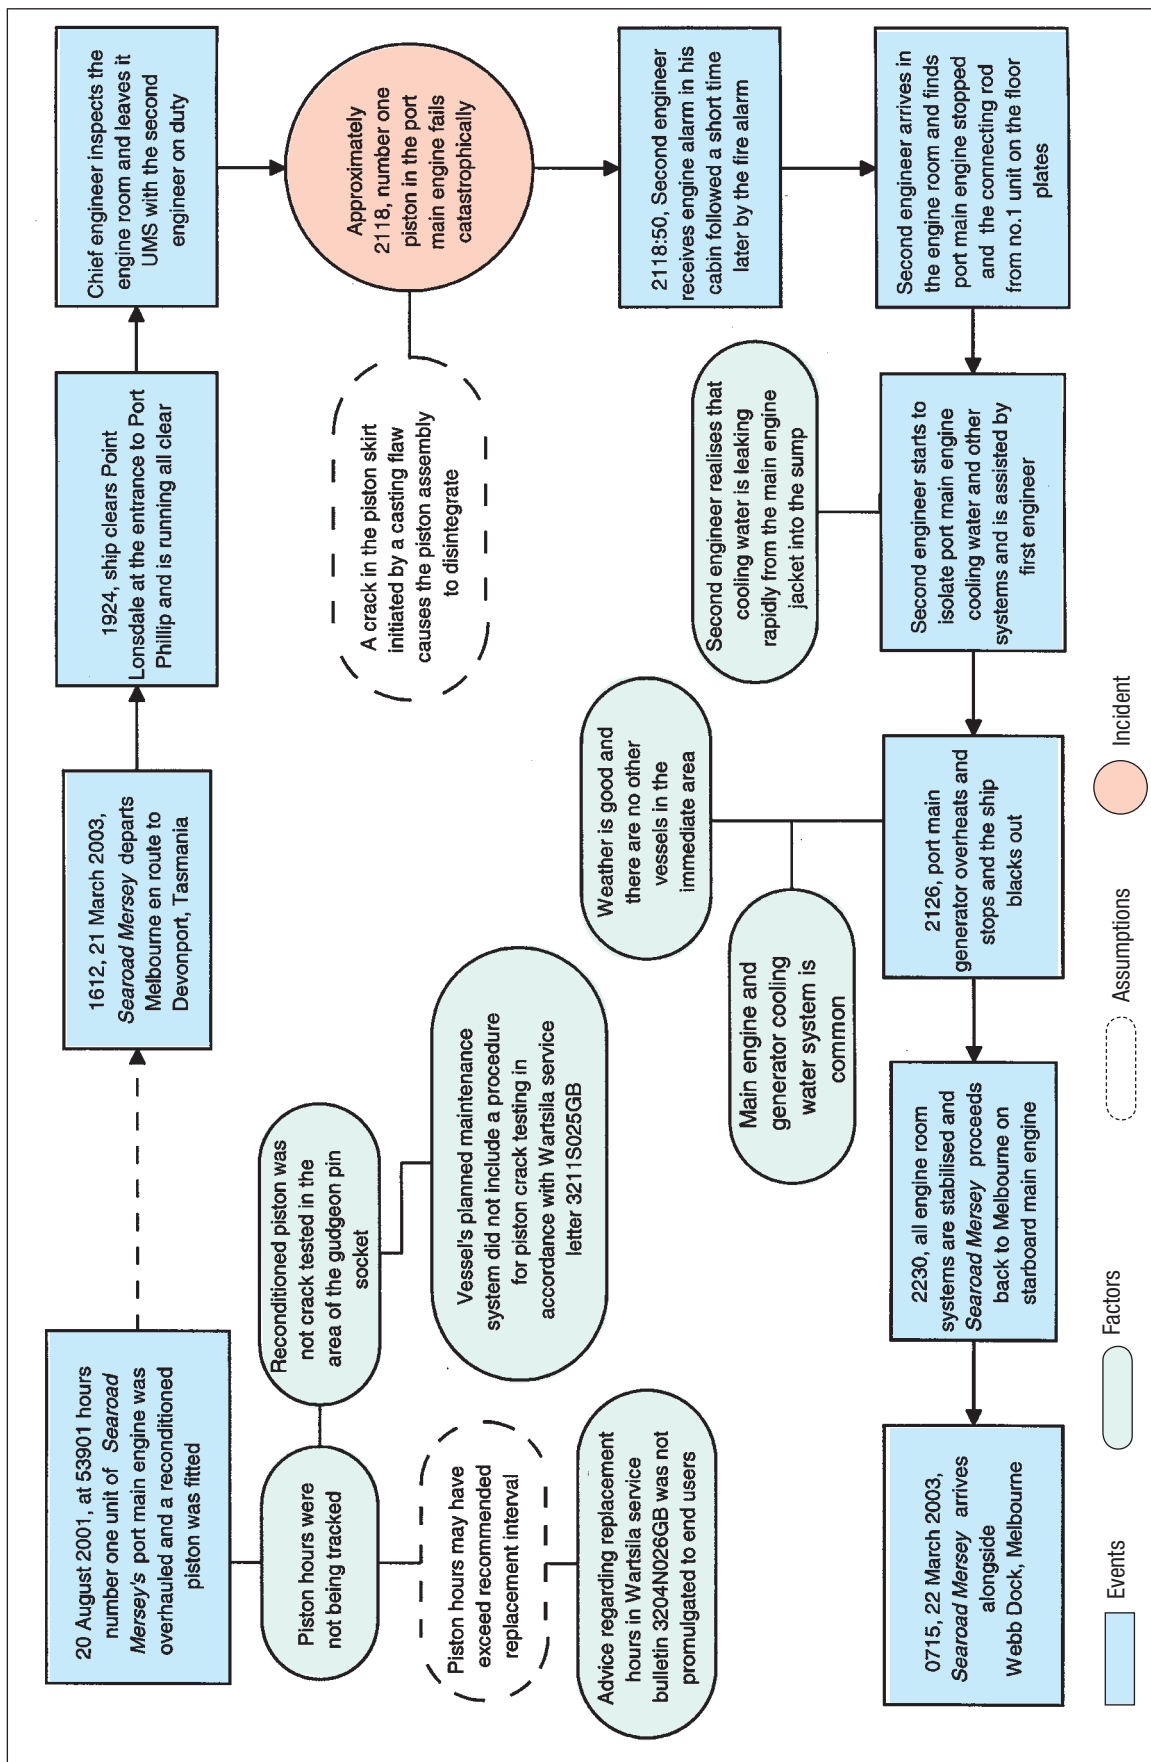 20 August 2001, at 53901 hours
number one unit of Searoad
Mersey's port main engine was
overhauled and a reconditioned
piston was fitted
1612, 21 March 2003,
Searoad Mersey departs
Melbourne en route to
Devonport, Tasmania
1924, ship clears Point
Lonsdale at the entrance to Port
Phillip and is running all clear
Chief engineer inspects the
engine room and leaves it
UMS with the second
engineer on duty
Piston hours were
not being tracked
Reconditioned piston was
not crack tested in the
area of the gudgeon pin
socket
Vessel's planned maintenance
system did not include a procedure
for piston crack testing in
accordance with Wartsila service
letter 3211S025GB
Piston hours may have
exceed recommended
replacement interval
Advice regarding replacement
hours in Wartsila service
bulletin 3204N026GB was not
promulgated to end users
A crack in the piston skirt
initiated by a casting flaw
causes the piston assembly
to disintegrate
Approximately
2118, number one
piston in the port
main engine fails
catastrophically
2118:50, Second engineer
receives engine alarm in his
cabin followed a short time
later by the fire alarm
Second engineer arrives in
the engine room and finds
port main engine stopped
and the connecting rod
from no.1 unit on the floor
plates
Second engineer realises that
cooling water is leaking
rapidly from the main engine
jacket into the sump
Second engineer starts to
isolate port main engine
cooling water and other
systems and is assisted by
first engineer
Weather is good and
there are no other
vessels in the
immediate area
Main engine and
generator cooling
water system is
common
2126, port main
generator overheats and
stops and the ship
blacks out
2230, all engine room
systems are stabilised and
Searoad Mersey proceeds
back to Melbourne on
starboard main engine
0715, 22 March 2003,
Searoad Mersey arrives
alongside
Webb Dock, Melbourne
Events
Factors
Assumptions
Incident